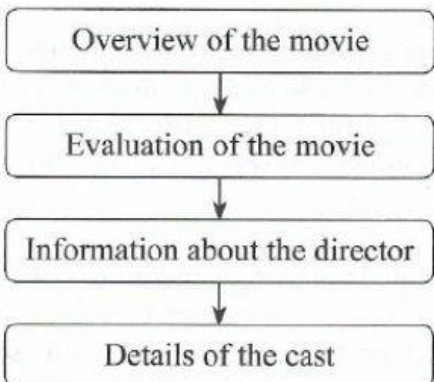 Overview of the movie
Evaluation of the movie
Information about the director
Details of the cast